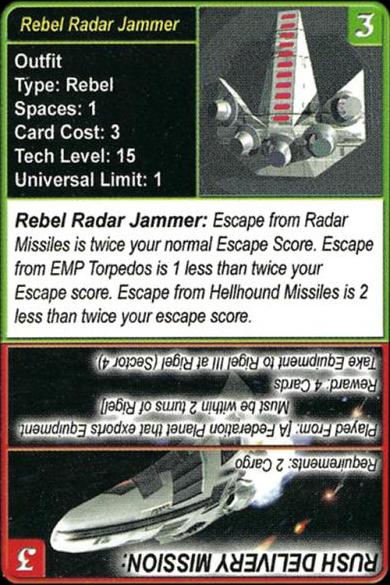 Rebel Radar Jammer
3
Outfit
Type: Rebel
Spaces: 1
Card Cost: 3
Tech Level: 15
Universal Limit: 1
Rebel Radar Jammer: Escape from Radar
Missiles is twice your normal Escape Score. Escape
from EMP Torpedos is 1 less than twice your
Escape score. Escape from Hellhound Missiles is 2
less than twice your escape score.
RUSH DELIVERY MISSION:
3
Requirements: 2 Cargo
Played From: [A Federation Planet that exports Equipment
Must be within 2 turns of Rigel]
Reward: 4 Cards
Take Equipment to Rigel III at Rigel (Sector 4)